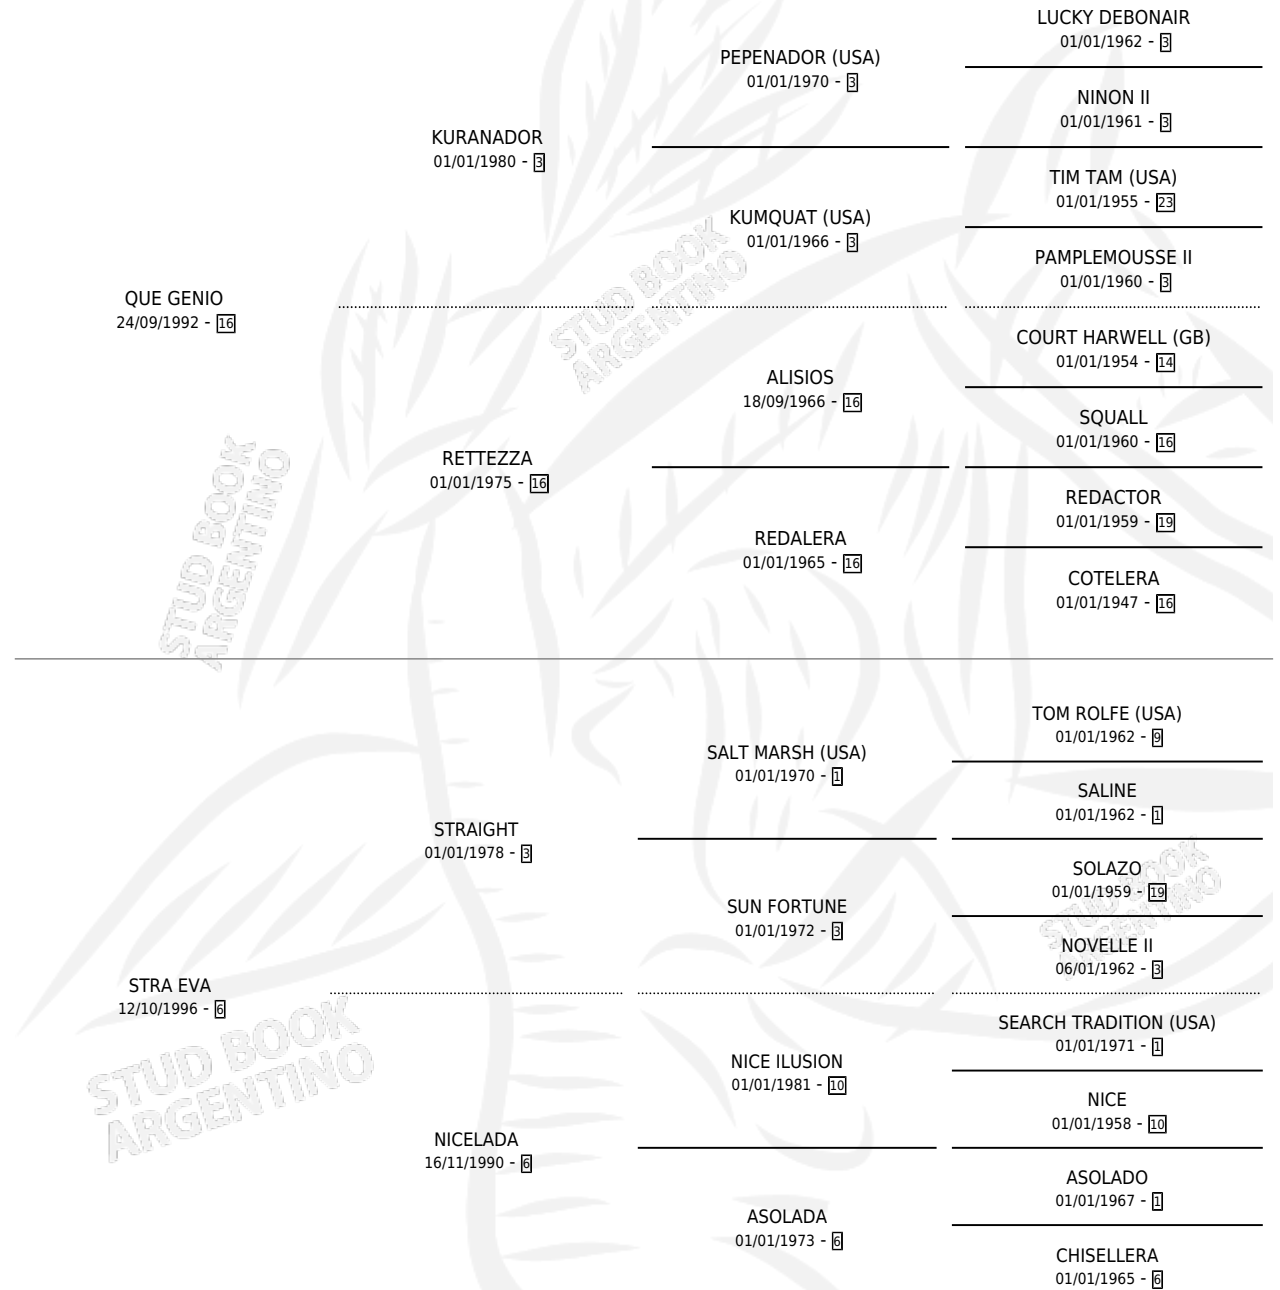 LUCKY DEBONAIR
01/01/1962 - 3
PEPENADOR (USA)
01/01/1970 - 3
NINON II
01/01/1961 - 3
KURANADOR
01/01/1980 - 3
TIM TAM (USA)
01/01/1955 - 23
KUMQUAT (USA)
01/01/1966 - 3
PAMPLEMOUSSE II
01/01/1960 - 3
QUE GENIO
24/09/1992 - 16
COURT HARWELL (GB)
01/01/1954 - 14
ALISIOS
18/09/1966 - 16
SQUALL
01/01/1960 - 16
RETTEZZA
01/01/1975 - 16
REDACTOR
01/01/1959 - 19
REDALERA
01/01/1965 - 16
COTELERA
01/01/1947 - 16
TOM ROLFE (USA)
01/01/1962 - 9
SALT MARSH (USA)
01/01/1970 - 1
SALINE
01/01/1962 - 1
STRAIGHT
01/01/1978 - 3
SOLAZO
01/01/1959 - 19
SUN FORTUNE
01/01/1972 - 3
NOVELLE II
06/01/1962 - 3
STRA EVA
12/10/1996 - 6
SEARCH TRADITION (USA)
01/01/1971 - 1
NICE ILUSION
01/01/1981 - 10
NICE
01/01/1958 - 10
NICELADA
16/11/1990 - 6
ASOLADO
01/01/1967 - 1
ASOLADA
01/01/1973 - 6
CHISELLERA
01/01/1965 - 6
STUD BOOK
ARGENTINO
STUD BOOK
ARGENTINO
STUD BOOK
ARGENTINO
STUD BOOK
ARGENTINO